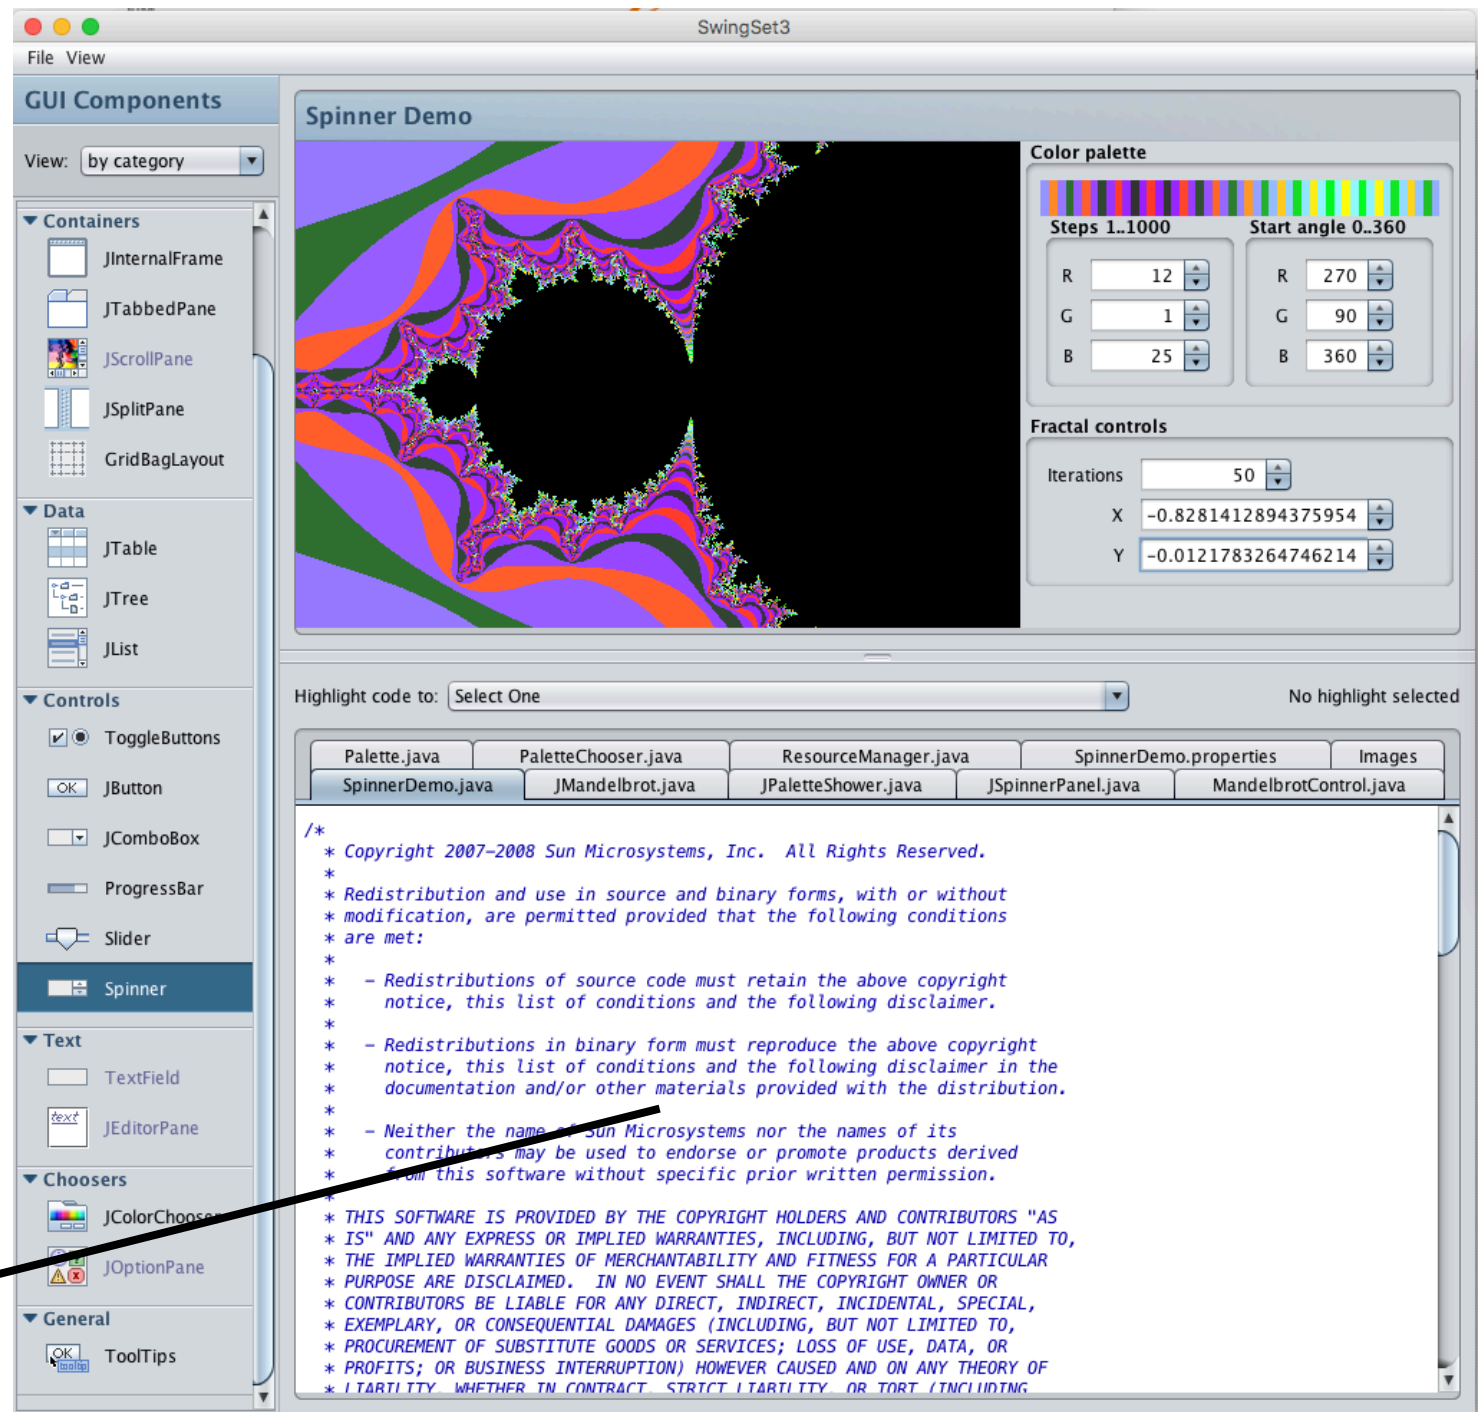 SwingSet3
File View
GUI Components
View: by category
Containers
JInternalFrame
JTabbedPane
JScrollPane
JSplitPane
GridBagLayout
Data
JTable
JTree
JList
Controls
ToggleButtons
OK JButton
JComboBox
ProgressBar
Slider
Spinner
Text
TextField
text JEditorPane
Choosers
JColorChooser
JOptionPane
General
OK tooltip ToolTips
Spinner Demo
Color palette
Steps 1..1000
R 12
G 1
B 25
Start angle 0..360
R 270
G 90
B 360
Fractal controls
Iterations 50
X -0.8281412894375954
Y -0.0121783264746214
Highlight code to: Select One No highlight selected
Palette.java PaletteChooser.java ResourceManager.java SpinnerDemo.properties Images
SpinnerDemo.java JMandelbrot.java JPaletteShower.java JSpinnerPanel.java MandelbrotControl.java
/*
* Copyright 2007-2008 Sun Microsystems, Inc.  All Rights Reserved.
*
* Redistribution and use in source and binary forms, with or without
* modification, are permitted provided that the following conditions
* are met:
*
*   - Redistributions of source code must retain the above copyright
*     notice, this list of conditions and the following disclaimer.
*
*   - Redistributions in binary form must reproduce the above copyright
*     notice, this list of conditions and the following disclaimer in the
*     documentation and/or other materials provided with the distribution.
*
*   - Neither the name of Sun Microsystems nor the names of its
*     contributors may be used to endorse or promote products derived
*     from this software without specific prior written permission.
*
* THIS SOFTWARE IS PROVIDED BY THE COPYRIGHT HOLDERS AND CONTRIBUTORS "AS
* IS" AND ANY EXPRESS OR IMPLIED WARRANTIES, INCLUDING, BUT NOT LIMITED TO,
* THE IMPLIED WARRANTIES OF MERCHANTABILITY AND FITNESS FOR A PARTICULAR
* PURPOSE ARE DISCLAIMED.  IN NO EVENT SHALL THE COPYRIGHT OWNER OR
* CONTRIBUTORS BE LIABLE FOR ANY DIRECT, INDIRECT, INCIDENTAL, SPECIAL,
* EXEMPLARY, OR CONSEQUENTIAL DAMAGES (INCLUDING, BUT NOT LIMITED TO,
* PROCUREMENT OF SUBSTITUTE GOODS OR SERVICES; LOSS OF USE, DATA, OR
* PROFITS; OR BUSINESS INTERRUPTION) HOWEVER CAUSED AND ON ANY THEORY OF
* LIABILITY, WHETHER IN CONTRACT, STRICT LIABILITY, OR TORT (INCLUDING